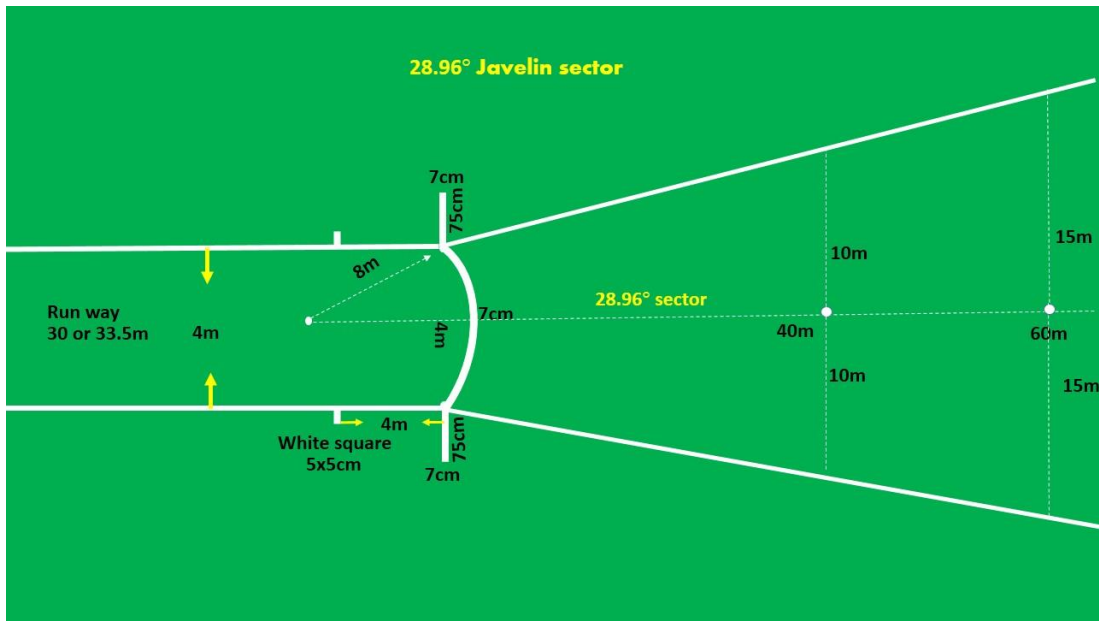 28.96° Javelin sector
7cm
75cm
8m
15m
10m
28.96° sector
7cm
4m
Run way
30 or 33.5m
4m
40m
60m
10m
15m
4m
White square
5x5cm
75cm
7cm